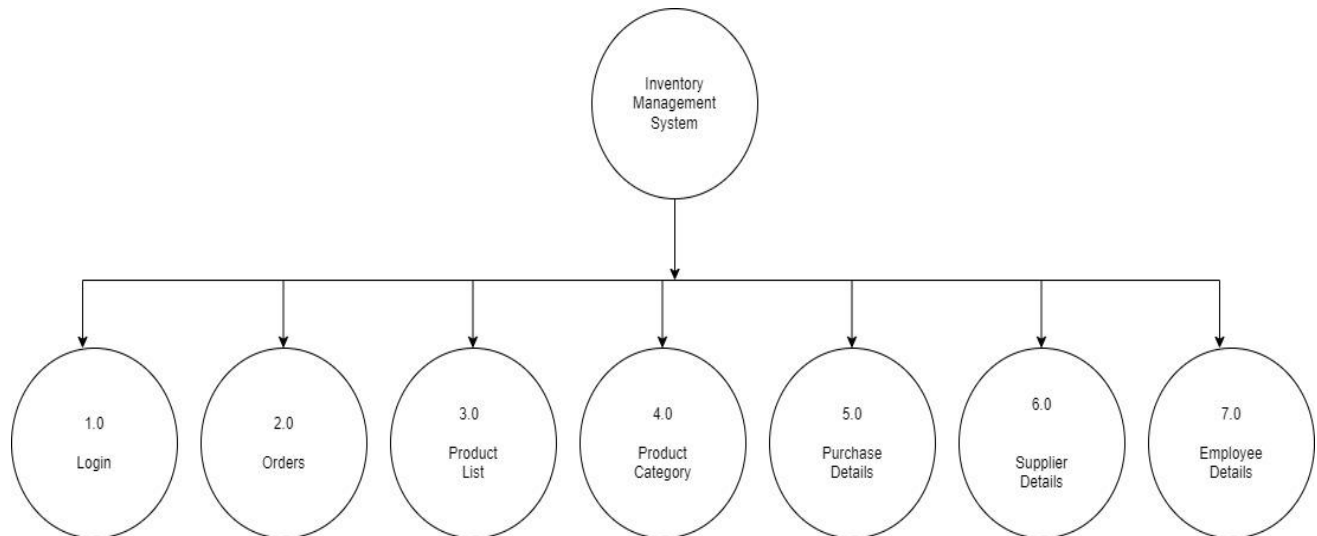 Inventory
Management
System
1.0
Login
2.0
Orders
3.0
Product
List
4.0
Product
Category
5.0
Purchase
Details
6.0
Supplier
Details
7.0
Employee
Details